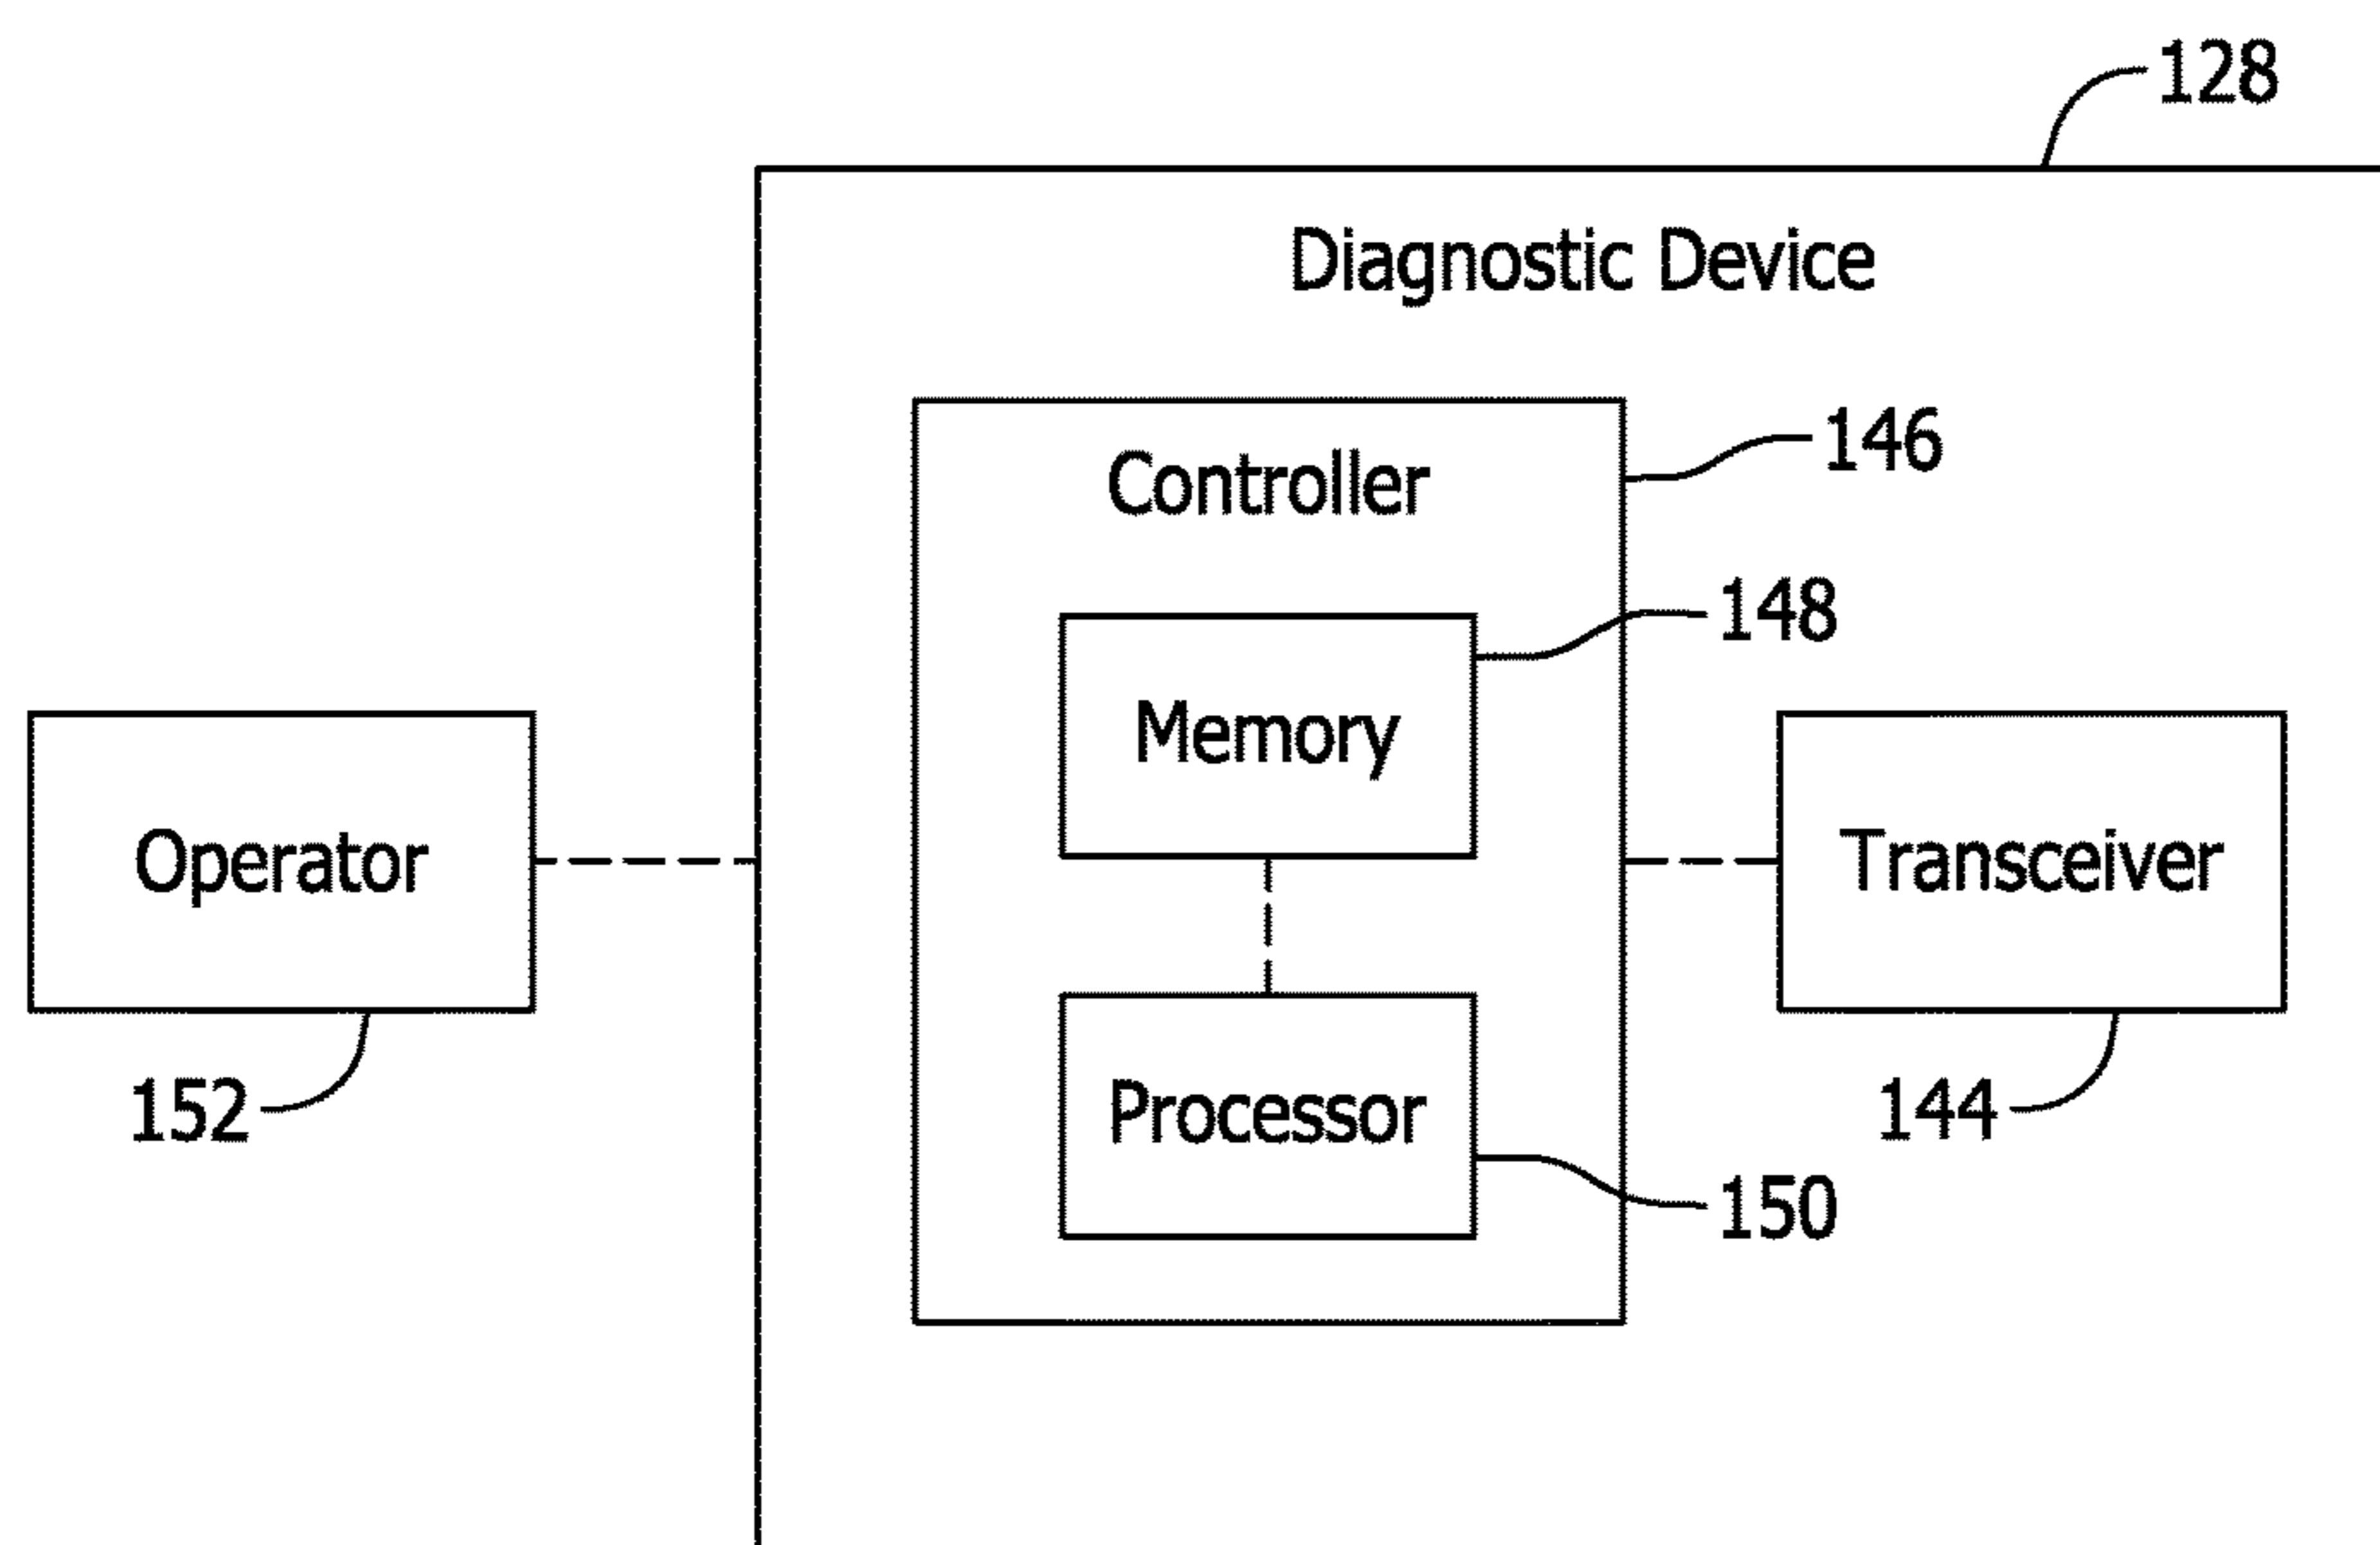 128
Diagnostic Device
Controller
146
Memory
148
Operator
152
Transceiver
144
Processor
150